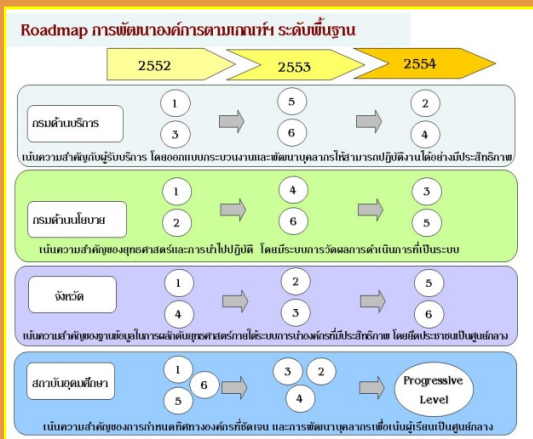 Roadmap การพัฒนาองค์การตามเกณฑ์ฯ ระดับพื้นฐาน
2552 2553 2554
กรมด้านบริการ
1 5 2
3 6 4
เน้นความสำคัญกับผู้รับบริการ โดยออกแบบกระบวนงานและพัฒนาบุคลากรให้สามารถปฏิบัติงานได้อย่างมีประสิทธิภาพ
กรมด้านนโยบาย
1 4 3
2 6 5
เน้นความสำคัญของยุทธศาสตร์และการนำไปปฏิบัติ โดยมีระบบการวัดผลการดำเนินการที่เป็นระบบ
จังหวัด
1 2 5
4 3 6
เน้นความสำคัญของฐานข้อมูลในการผลักดันยุทธศาสตร์ภายใต้ระบบการนำองค์กรที่มีประสิทธิภาพ โดยยึดประชาชนเป็นศูนย์กลาง
สถาบันอุดมศึกษา
1 6 3 2 Progressive
5 4 Level
เน้นความสำคัญของการกำหนดทิศทางองค์กรที่ชัดเจน และการพัฒนาบุคลากรเพื่อเน้นผู้เรียนเป็นศูนย์กลาง